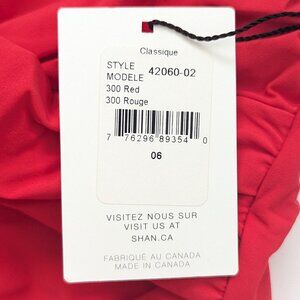 Classique
STYLE
MODELE 42060-02
300 Red
300 Rouge
7 76296 89354 0
06
VISITEZ NOUS SUR
VISIT US AT
SHAN.CA
FABRIQUÉ AU CANADA
MADE IN CANADA